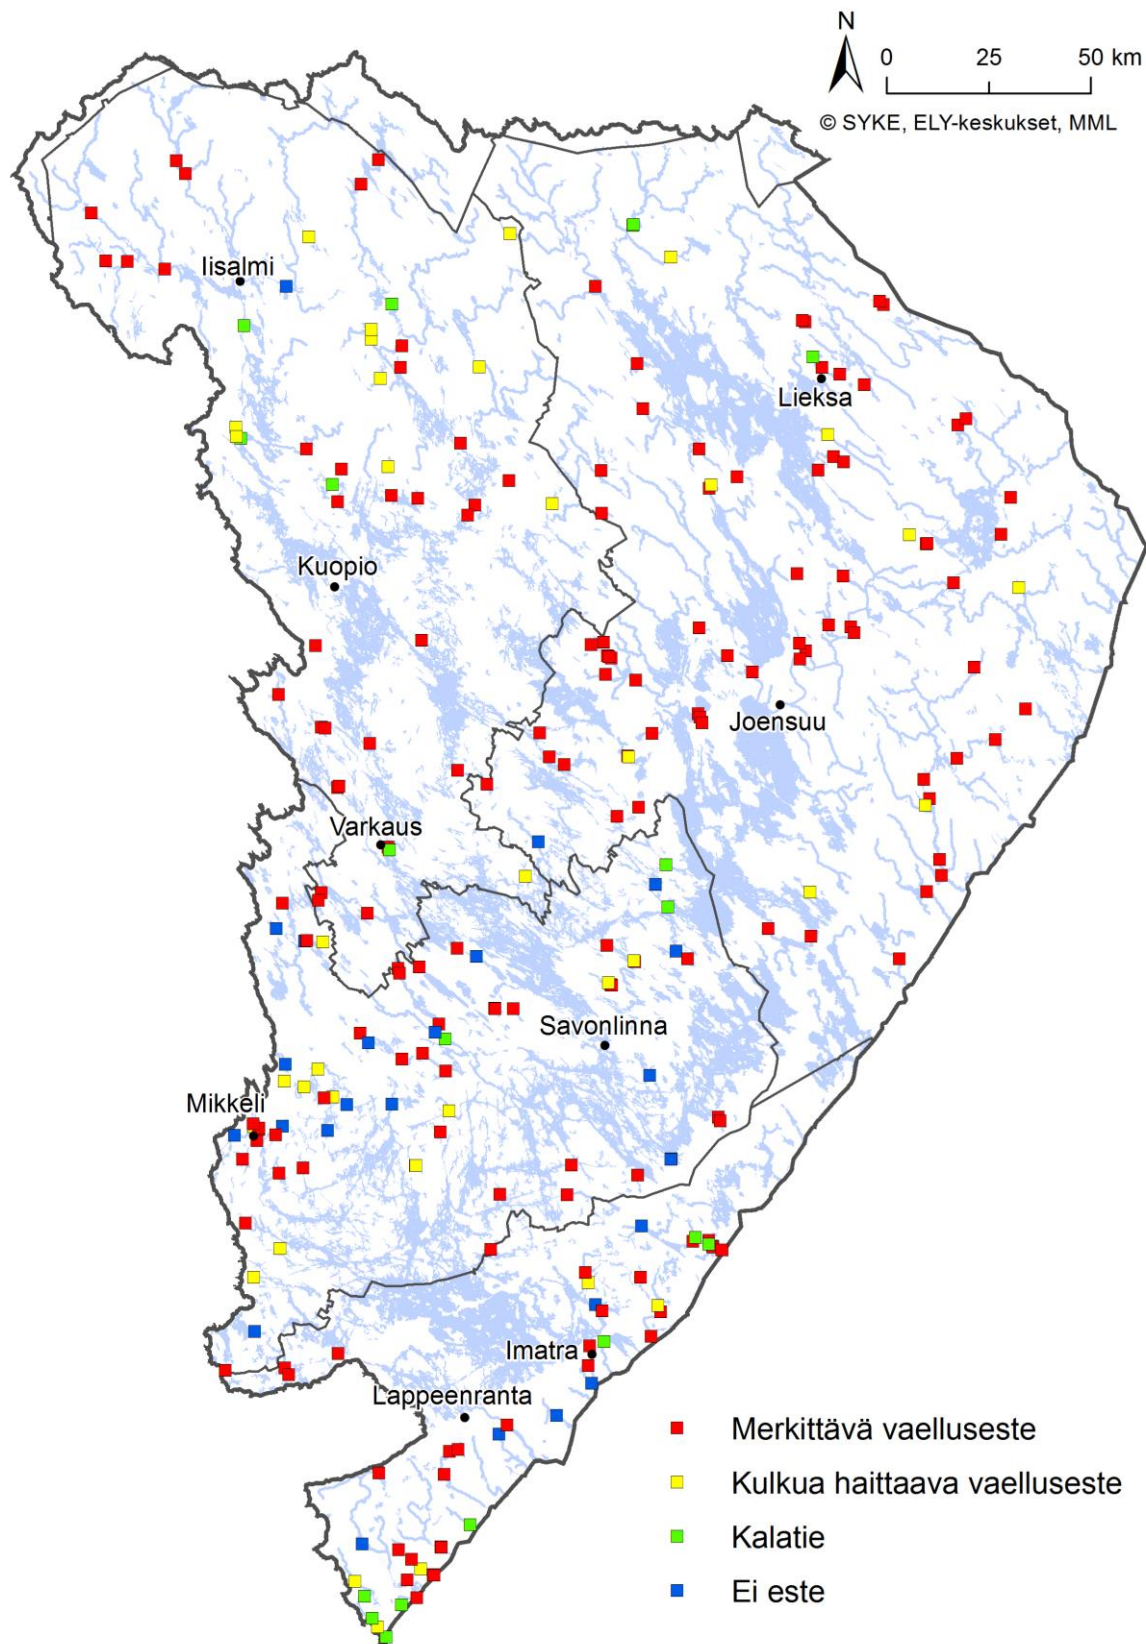 N
0 25 50 km
© SYKE, ELY-keskukset, MML
Iisalmi
Lieksa
Kuopio
Joensuu
Varkaus
Savonlinna
Mikkeli
Imatra
Lappeenranta
Merkittävä vaelluseste
Kulkua haittaava vaelluseste
Kalatie
Ei este